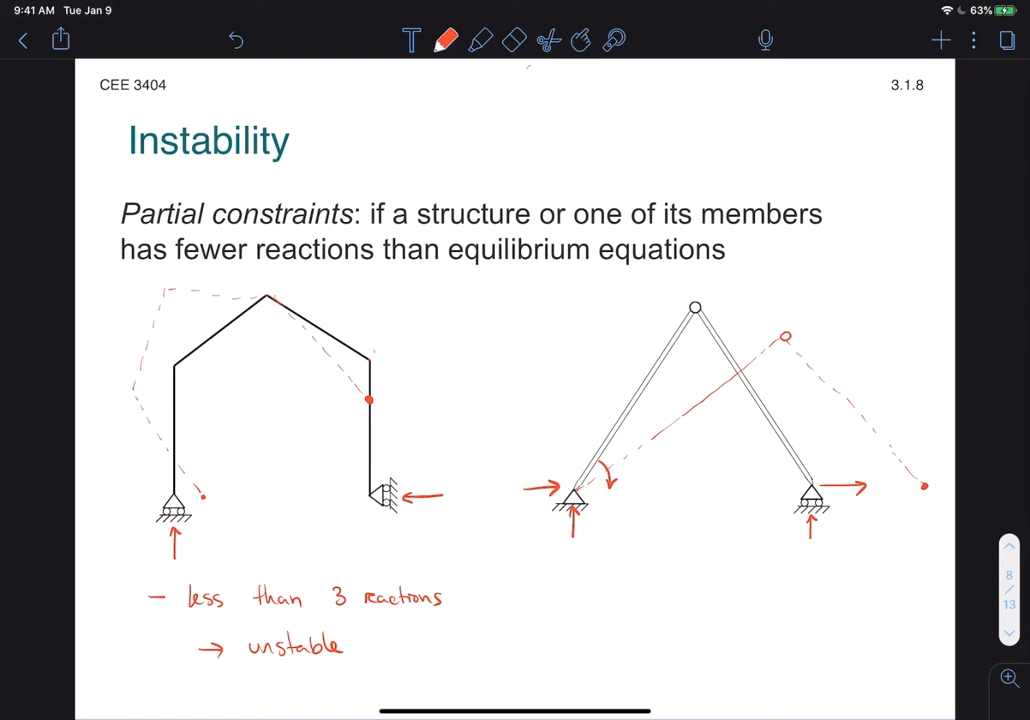 9:41 AM Tue Jan 9
63%
T
CEE 3404
3.1.8
Instability
Partial constraints: if a structure or one of its members
has fewer reactions than equilibrium equations
- less than 3 reactions
→ unstable
8
/
13